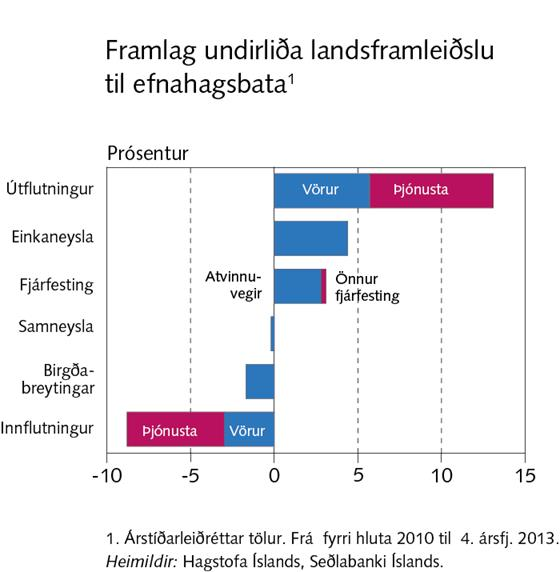 Framlag undirliða landsframleiðslu
til efnahagsbata¹
Prósentur
Útflutningur
Vörur
Þjónusta
Einkaneysla
Fjárfesting
Atvinnu-
vegir
Önnur
fjárfesting
Samneysla
Birgða-
breytingar
Innflutningur
Þjónusta
Vörur
-10
-5
0
5
10
15
1. Árstíðarleiðréttar tölur. Frá fyrri hluta 2010 til 4. ársfj. 2013.
Heimildir: Hagstofa Íslands, Seðlabanki Íslands.